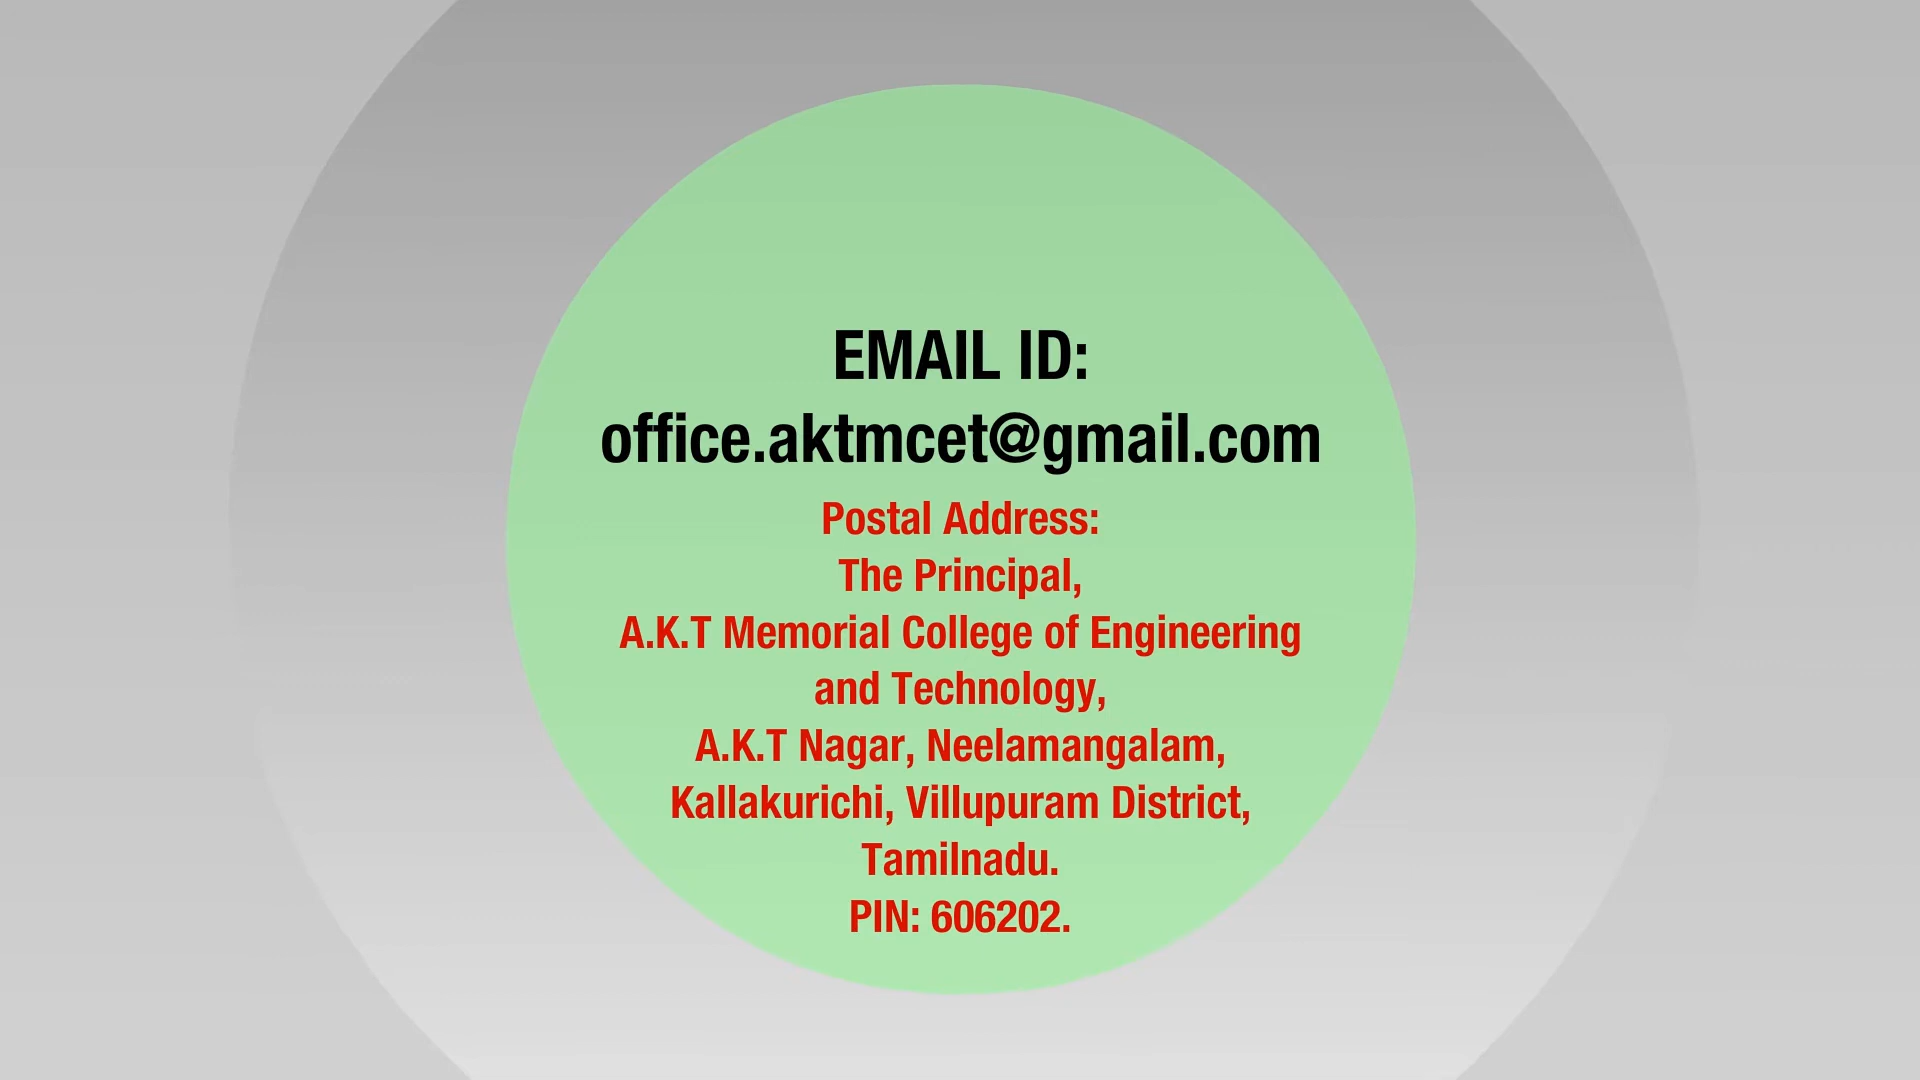 EMAIL ID:
office.aktmcet@gmail.com
Postal Address:
The Principal,
A.K.T Memorial College of Engineering
and Technology,
A.K.T Nagar, Neelamangalam,
Kallakurichi, Villupuram District,
Tamilnadu.
PIN: 606202.